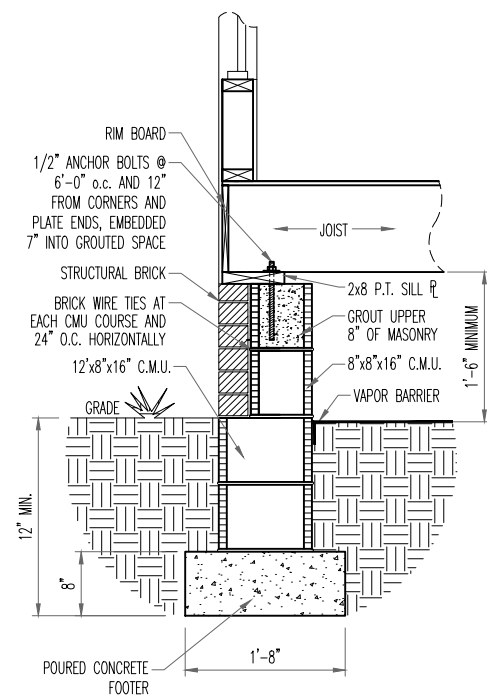 RIM BOARD
1/2" ANCHOR BOLTS @
6'-0" o.c. AND 12"
FROM CORNERS AND
PLATE ENDS, EMBEDDED
7" INTO GROUTED SPACE
STRUCTURAL BRICK
BRICK WIRE TIES AT
EACH CMU COURSE AND
24" O.C. HORIZONTALLY
12'x8"x16" C.M.U.
GRADE
JOIST
2x8 P.T. SILL PL
GROUT UPPER
8" OF MASONRY
8"x8"x16" C.M.U.
VAPOR BARRIER
1'-6" MINIMUM
12" MIN.
8"
1'-8"
POURED CONCRETE
FOOTER